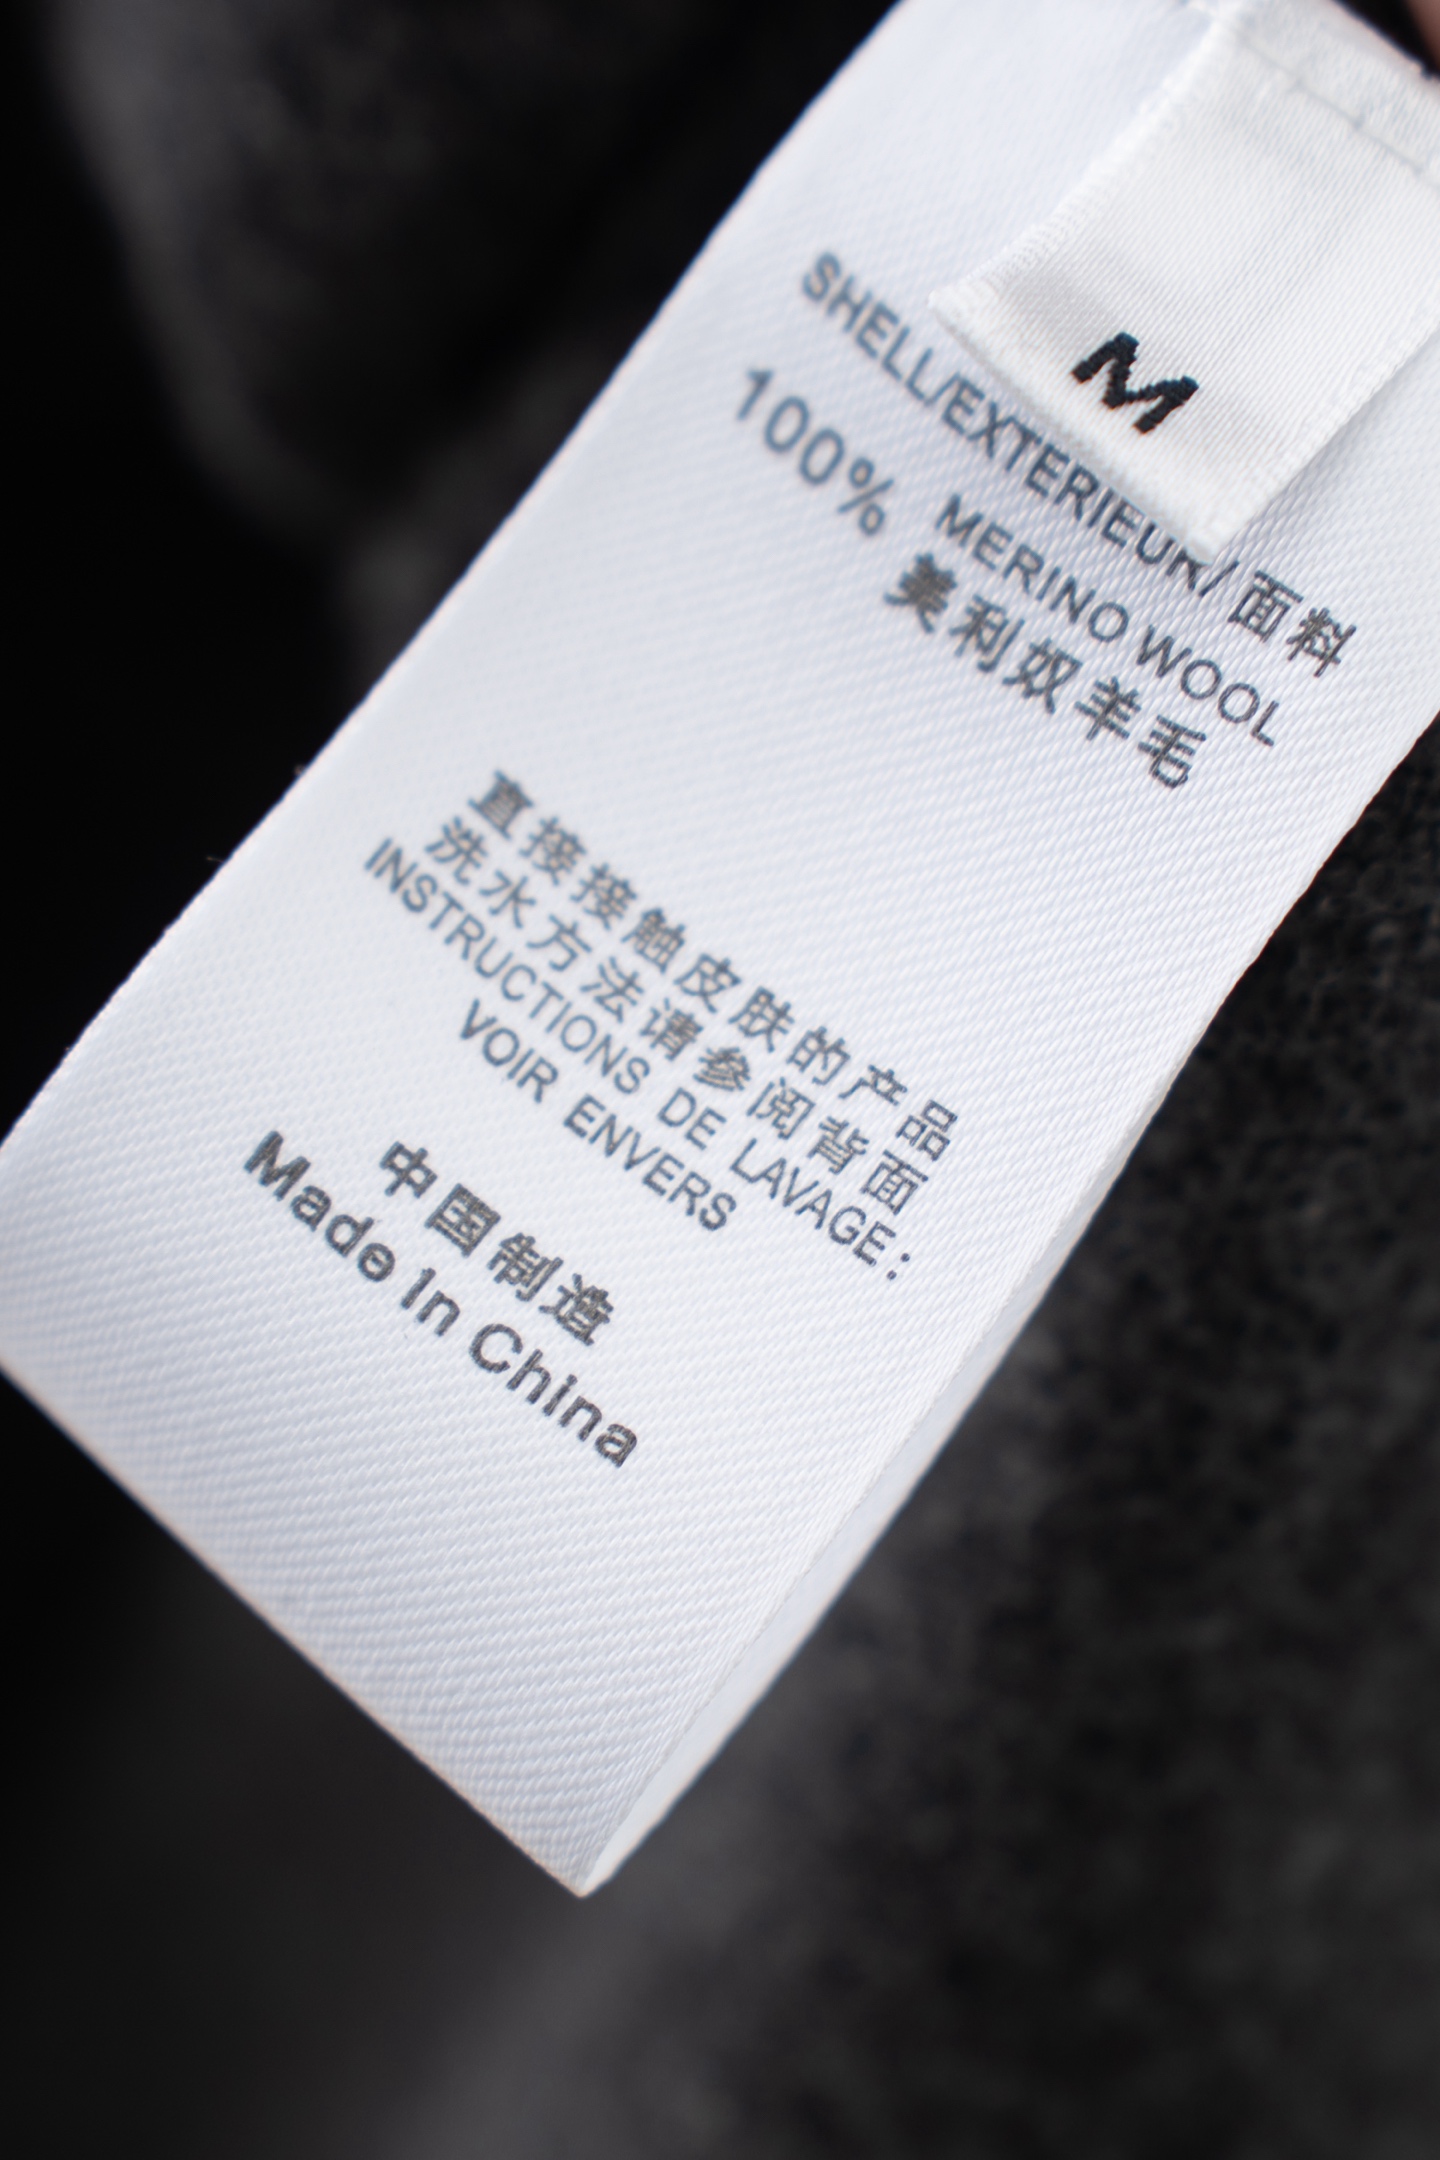 M
SHELL/EXTERIEUR/ 面料
100% MERINO WOOL
美利奴羊毛
直接接触皮肤的产品
洗水方法请参阅背面
INSTRUCTIONS DE LAVAGE:
VOIR ENVERS
中国制造
Made In China